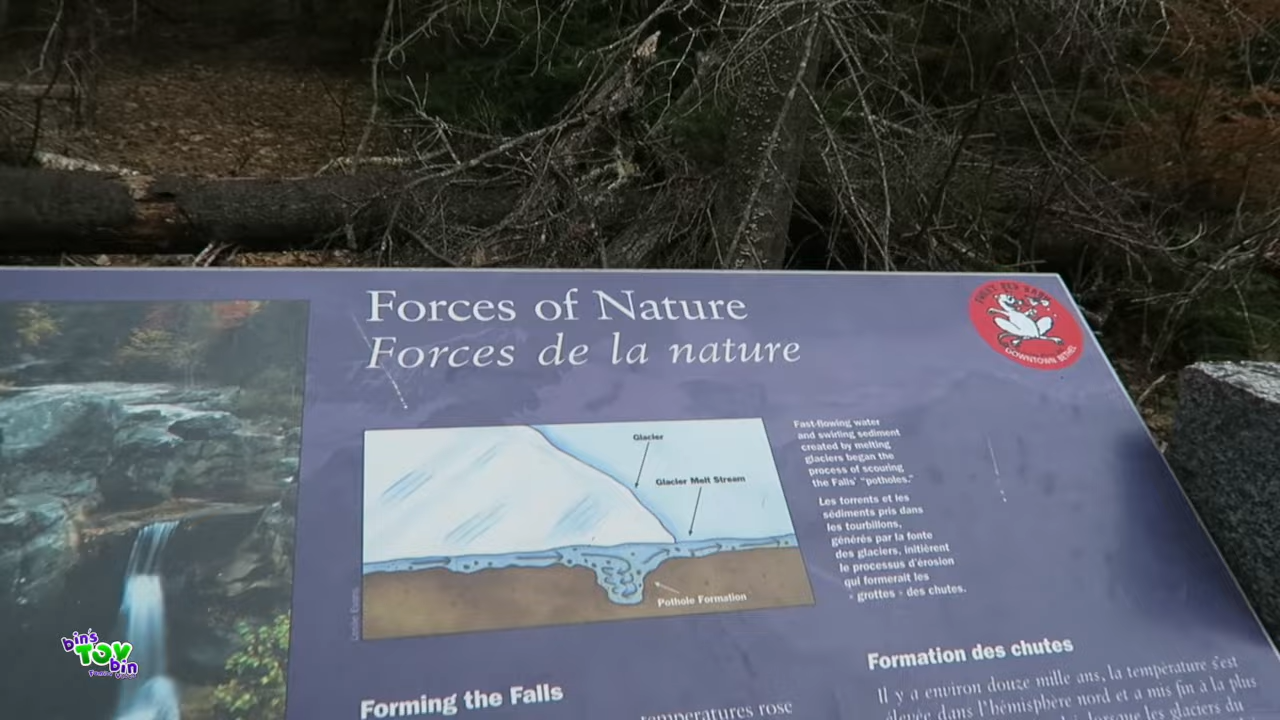 Forces of Nature
Forces de la nature
DOWNTOWN BETHEL
Glacier
Glacier Melt Stream
Pothole Formation
Fast-flowing water
and swirling sediment
created by melting
glaciers began the
process of scouring
the Falls' "potholes."
Les torrents et les
sédiments pris dans
les tourbillons,
générés par la fonte
des glaciers, initièrent
le processus d'érosion
qui formerait les
« grottes » des chutes.
Forming the Falls
temperatures rose
Formation des chutes
Il y a environ douze mille ans, la température s'est
élevée dans l'hémisphère nord et a mis fin à la plus
lorsque les glaciers du
bin's
TOY
bin